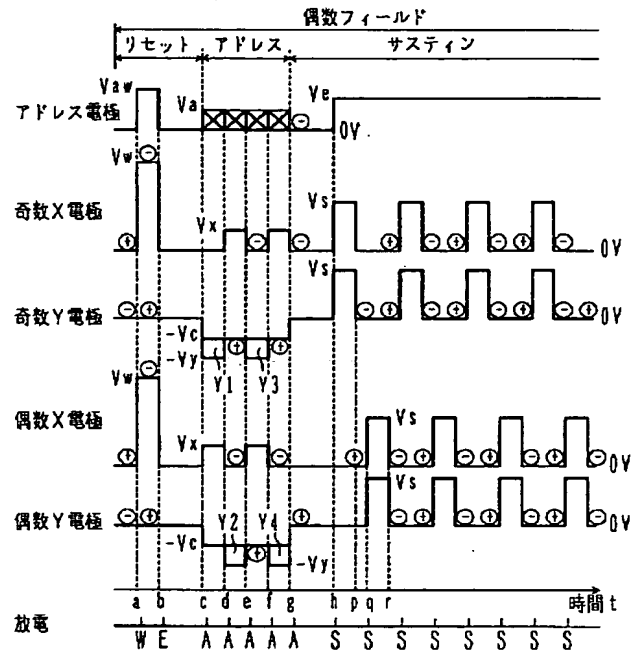 偶数フィールド
リセット アドレス サスティン
Vaw Va Ve
アドレス電極 ⊖ ⊖ 0V
Vw
奇数X電極 Vx Vs
⊕ ⊖ ⊖ ⊕ ⊖ ⊕ ⊖ ⊕ ⊖ 0V
Vs
奇数Y電極 ⊖ ⊕ ⊖ ⊕ ⊖ ⊕ ⊖ ⊕ ⊖ ⊕ 0V
-Vc ⊕ ⊕
-Vy Y1 Y3
Vw ⊖
偶数X電極 Vx Vs
⊕ ⊖ ⊖ ⊕ ⊖ ⊕ ⊖ ⊕ ⊖ ⊕ ⊖ 0V
Vs
偶数Y電極 ⊖ ⊕ ⊕ ⊖ ⊕ ⊖ ⊕ ⊖ ⊕ ⊖ 0V
Y2 Y4
-Vc ⊕ -Vy
a b c d e f g h p q r 時間 t
放電
W E A A A A A S S S S S S S S